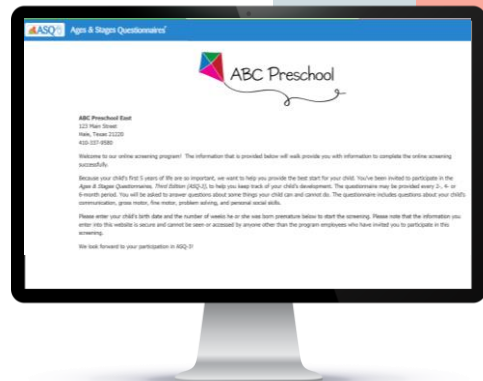 ASQ Ages & Stages Questionnaires®
ABC Preschool
ABC Preschool East
123 Main Street
Hale, Texas 21220
410-337-9580
Welcome to our online screening program! The information that is provided below will walk provide you with information to complete the online screening
successfully.
Because your child's first 5 years of life are so important, we want to help you provide the best start for your child. You've been invited to participate in the
Ages & Stages Questionnaires, Third Edition (ASQ-3), to help you keep track of your child's development. The questionnaire may be provided every 2-, 4- or
6-month period. You will be asked to answer questions about some things your child can and cannot do. The questionnaire includes questions about your child's
communication, gross motor, fine motor, problem solving, and personal social skills.
Please enter your child's birth date and the number of weeks he or she was born premature below to start the screening. Please note that the information you
enter into this website is secure and cannot be seen or accessed by anyone other than the program employees who have invited you to participate in this
screening.
We look forward to your participation in ASQ-3!